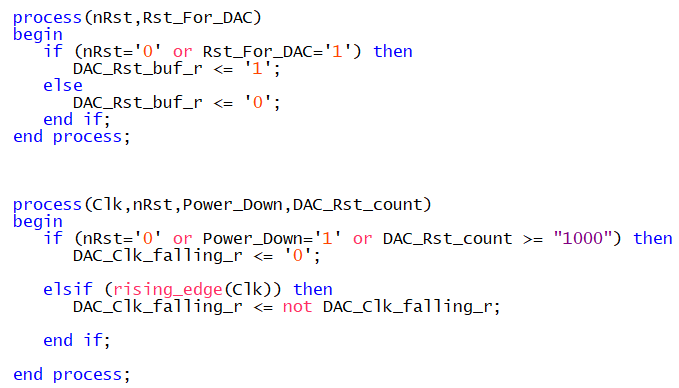 process(nRst,Rst_For_DAC)
begin
   if (nRst='0' or Rst_For_DAC='1') then
      DAC_Rst_buf_r <= '1';
   else
      DAC_Rst_buf_r <= '0';
   end if;
end process;
process(Clk,nRst,Power_Down,DAC_Rst_count)
begin
   if (nRst='0' or Power_Down='1' or DAC_Rst_count >= "1000") then
      DAC_Clk_falling_r <= '0';
   elsif (rising_edge(Clk)) then
      DAC_Clk_falling_r <= not DAC_Clk_falling_r;
   end if;
end process;